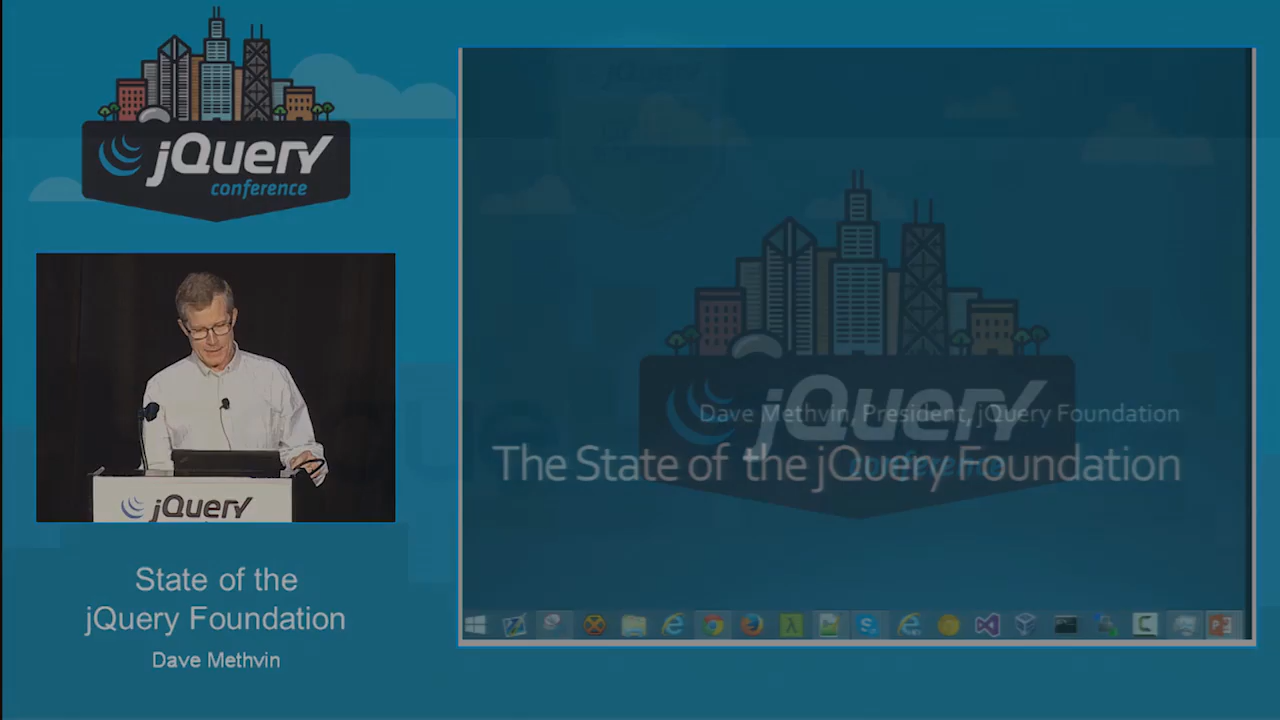 jQuery
conference
jQuery
State of the
jQuery Foundation
Dave Methvin
jQuery
conference
Dave Methvin, President, jQuery Foundation
The State of the jQuery Foundation